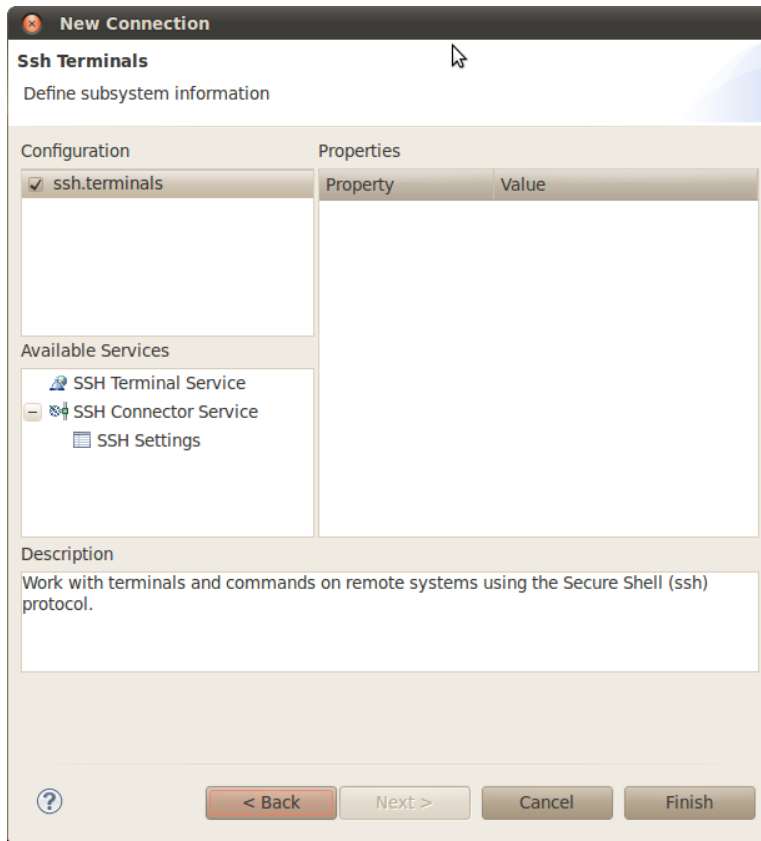 New Connection
Ssh Terminals
Define subsystem information
Configuration
Properties
ssh.terminals
Property Value
Available Services
SSH Terminal Service
SSH Connector Service
SSH Settings
Description
Work with terminals and commands on remote systems using the Secure Shell (ssh)
protocol.
? < Back Next > Cancel Finish